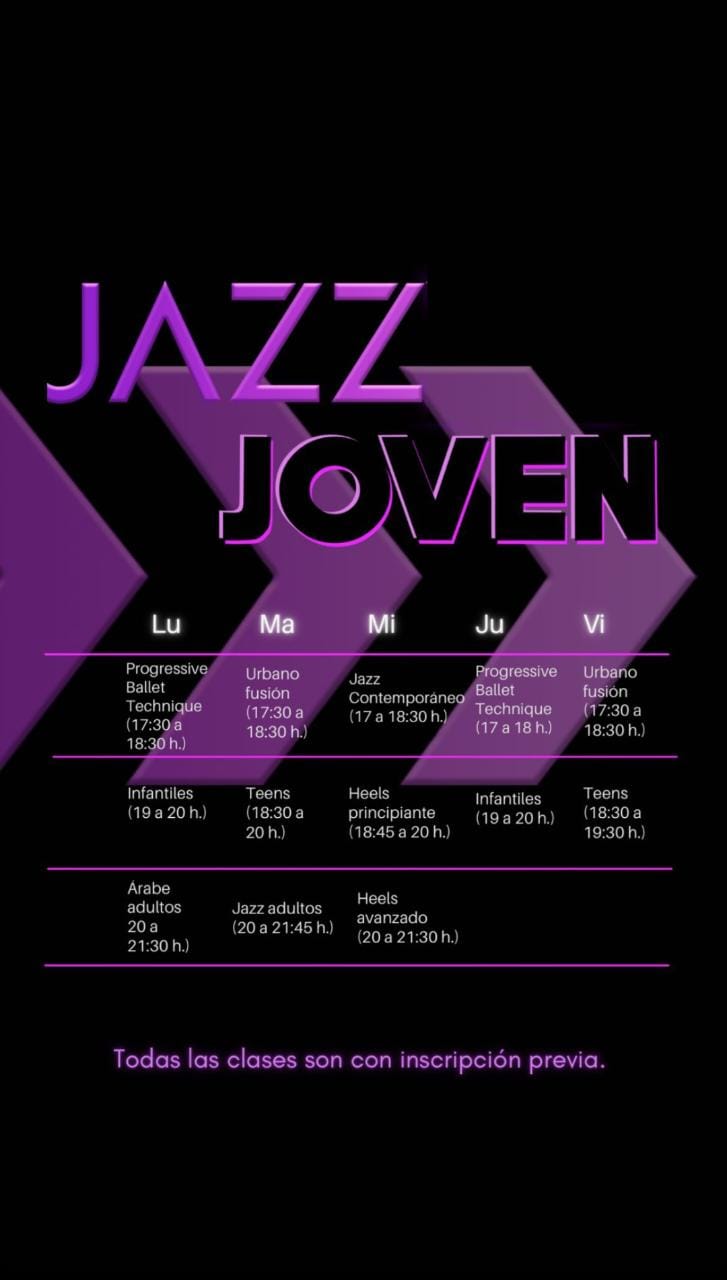 JAZZ
JOVEN
Lu Ma Mi Ju Vi
Progressive
Ballet
Technique
(17:30 a
18:30 h.)
Urbano
fusión
(17:30 a
18:30 h.)
Jazz
Contemporáneo
(17 a 18:30 h.)
Progressive
Ballet
Technique
(17 a 18 h.)
Urbano
fusión
(17:30 a
18:30 h.)
Infantiles
(19 a 20 h.)
Teens
(18:30 a
20 h.)
Heels
principiante
(18:45 a 20 h.)
Infantiles
(19 a 20 h.)
Teens
(18:30 a
19:30 h.)
Árabe
adultos
20 a
21:30 h.)
Jazz adultos
(20 a 21:45 h.)
Heels
avanzado
(20 a 21:30 h.)
Todas las clases son con inscripción previa.